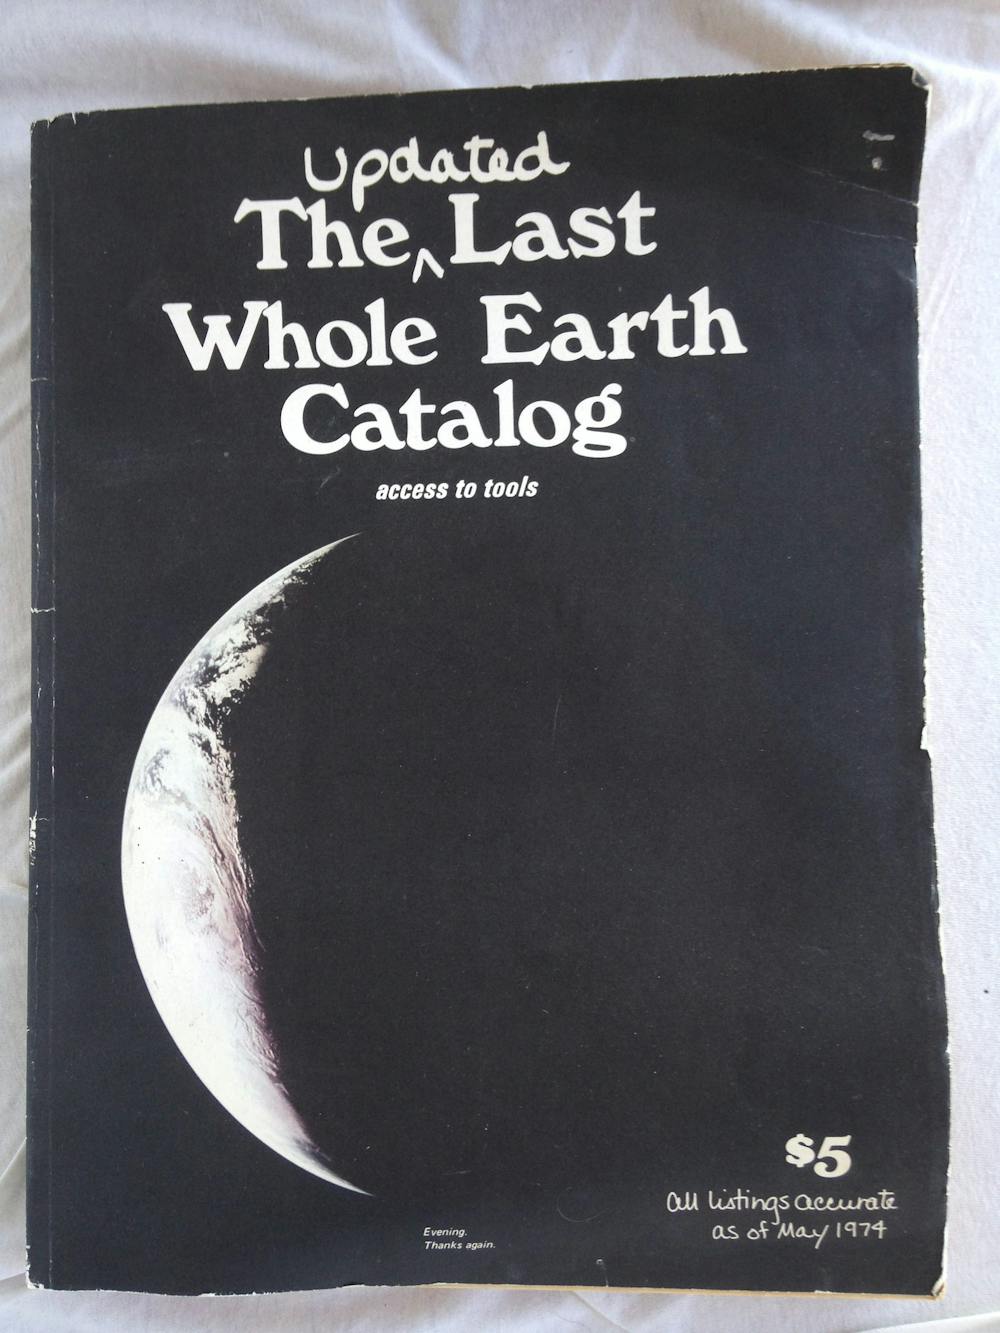 Updated
The ^ Last
Whole Earth
Catalog
access to tools
$5
all listings accurate
as of May 1974
Evening.
Thanks again.